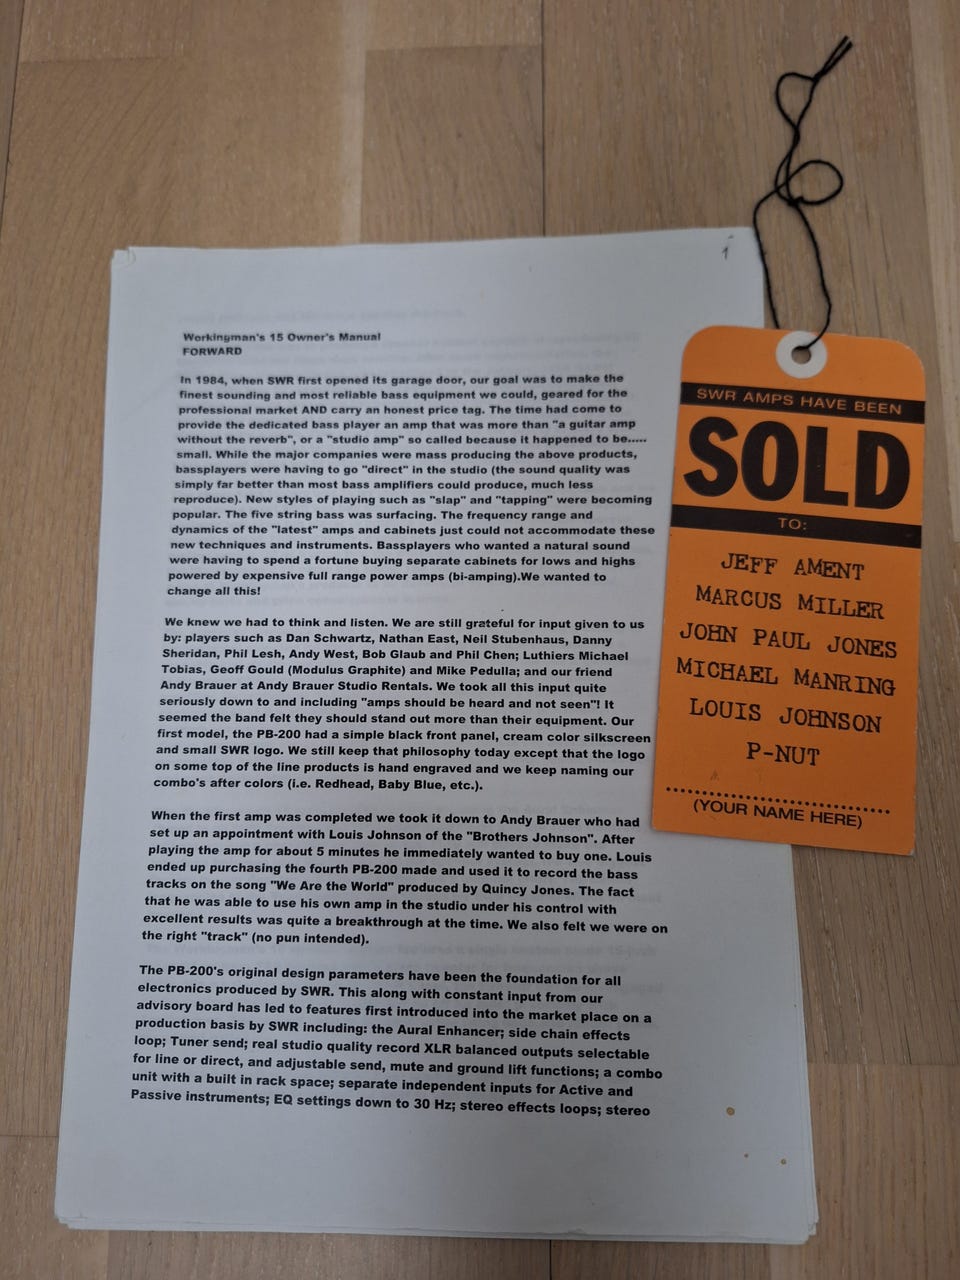 1
Workingman's 15 Owner's Manual
FORWARD
In 1984, when SWR first opened its garage door, our goal was to make the
finest sounding and most reliable bass equipment we could, geared for the
professional market AND carry an honest price tag. The time had come to
provide the dedicated bass player an amp that was more than "a guitar amp
without the reverb", or a "studio amp" so called because it happened to be.....
small. While the major companies were mass producing the above products,
bassplayers were having to go "direct" in the studio (the sound quality was
simply far better than most bass amplifiers could produce, much less
reproduce). New styles of playing such as "slap" and "tapping" were becoming
popular. The five string bass was surfacing. The frequency range and
dynamics of the "latest" amps and cabinets just could not accommodate these
new techniques and instruments. Bassplayers who wanted a natural sound
were having to spend a fortune buying separate cabinets for lows and highs
powered by expensive full range power amps (bi-amping).We wanted to
change all this!
We knew we had to think and listen. We are still grateful for input given to us
by: players such as Dan Schwartz, Nathan East, Neil Stubenhaus, Danny
Sheridan, Phil Lesh, Andy West, Bob Glaub and Phil Chen; Luthiers Michael
Tobias, Geoff Gould (Modulus Graphite) and Mike Pedulla; and our friend
Andy Brauer at Andy Brauer Studio Rentals. We took all this input quite
seriously down to and including "amps should be heard and not seen"! It
seemed the band felt they should stand out more than their equipment. Our
first model, the PB-200 had a simple black front panel, cream color silkscreen
and small SWR logo. We still keep that philosophy today except that the logo
on some top of the line products is hand engraved and we keep naming our
combo's after colors (i.e. Redhead, Baby Blue, etc.).
When the first amp was completed we took it down to Andy Brauer who had
set up an appointment with Louis Johnson of the "Brothers Johnson". After
playing the amp for about 5 minutes he immediately wanted to buy one. Louis
ended up purchasing the fourth PB-200 made and used it to record the bass
tracks on the song "We Are the World" produced by Quincy Jones. The fact
that he was able to use his own amp in the studio under his control with
excellent results was quite a breakthrough at the time. We also felt we were on
the right "track" (no pun intended).
The PB-200's original design parameters have been the foundation for all
electronics produced by SWR. This along with constant input from our
advisory board has led to features first introduced into the market place on a
production basis by SWR including: the Aural Enhancer; side chain effects
loop; Tuner send; real studio quality record XLR balanced outputs selectable
for line or direct, and adjustable send, mute and ground lift functions; a combo
unit with a built in rack space; separate independent inputs for Active and
Passive instruments; EQ settings down to 30 Hz; stereo effects loops; stereo
SWR AMPS HAVE BEEN
SOLD
TO:
JEFF AMENT
MARCUS MILLER
JOHN PAUL JONES
MICHAEL MANRING
LOUIS JOHNSON
P-NUT
(YOUR NAME HERE)